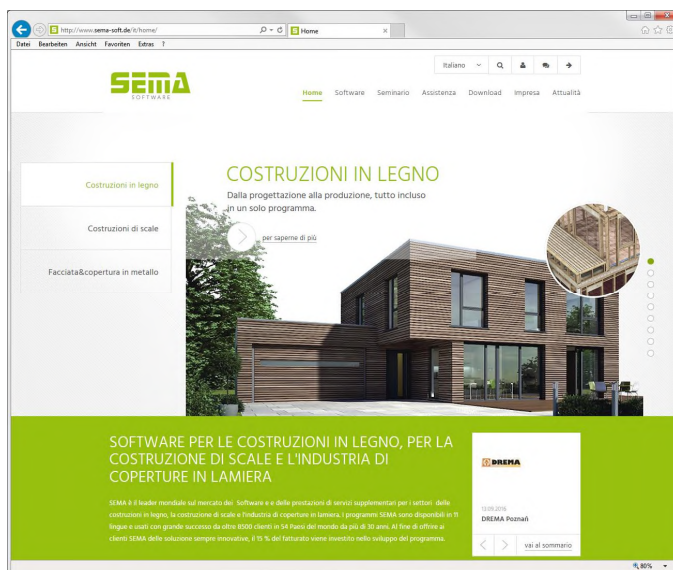 http://www.sema-soft.de/it/home/
Home
Datei Bearbeiten Ansicht Favoriten Extras ?
Italiano
SEMA
SOFTWARE
Home Software Seminario Assistenza Download Impresa Attualità
Costruzioni in legno
Costruzioni di scale
Facciata&copertura in metallo
COSTRUZIONI IN LEGNO
Dalla progettazione alla produzione, tutto incluso
in un solo programma.
per saperne di più
SOFTWARE PER LE COSTRUZIONI IN LEGNO, PER LA
COSTRUZIONE DI SCALE E L'INDUSTRIA DI
COPERTURE IN LAMIERA
SEMA è il leader mondiale sul mercato dei Software e e delle prestazioni di servizi supplementari per i settori delle
costruzioni in legno, la costruzione di scale e l'industria di coperture in lamiera. I programmi SEMA sono disponibili in 11
lingue e usati con grande successo da oltre 8500 clienti in 54 Paesi del mondo da più di 30 anni. Al fine di offrire ai
clienti SEMA delle soluzione sempre innovative, il 15 % del fatturato viene investito nello sviluppo del programma.
DREMA
13.09.2016
DREMA Poznań
vai al sommario
80%